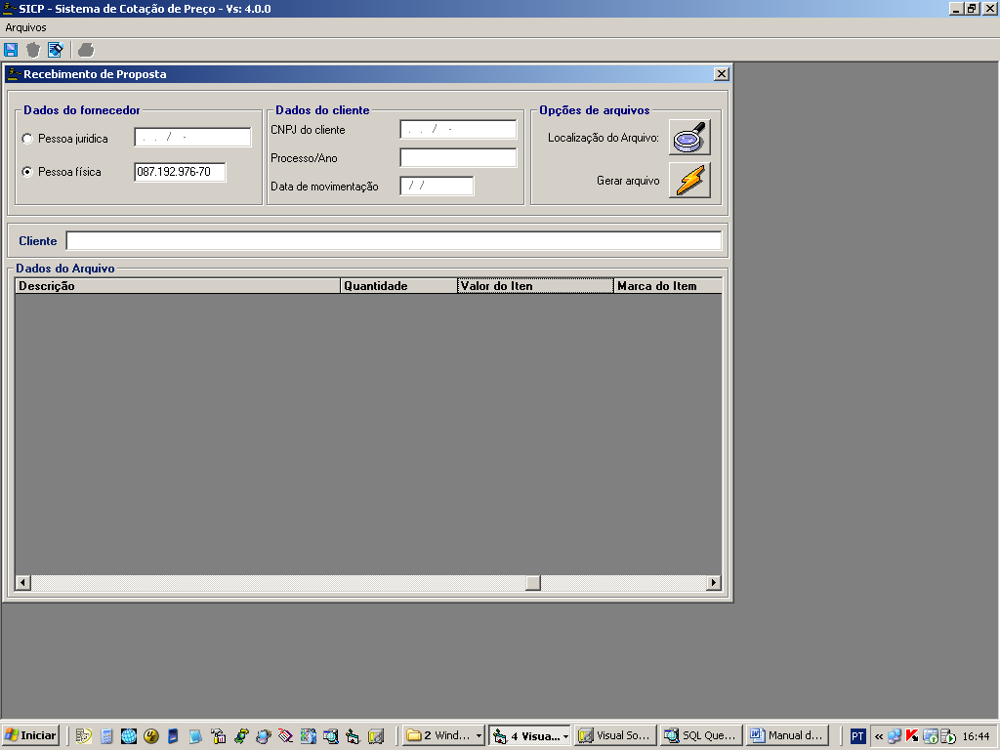 SICP - Sistema de Cotação de Preço - Vs: 4.0.0
Arquivos
Recebimento de Proposta
Dados do fornecedor
Pessoa juridica . . / -
Pessoa física 087.192.976-70
Dados do cliente
CNPJ do cliente . . / -
Processo/Ano
Data de movimentação / /
Opções de arquivos
Localização do Arquivo:
Gerar arquivo
Cliente
Dados do Arquivo
Descrição Quantidade Valor do Iten Marca do Item
Iniciar 2 Wind... 4 Visua... Visual So... SQL Que... Manual d... PT « 16:44